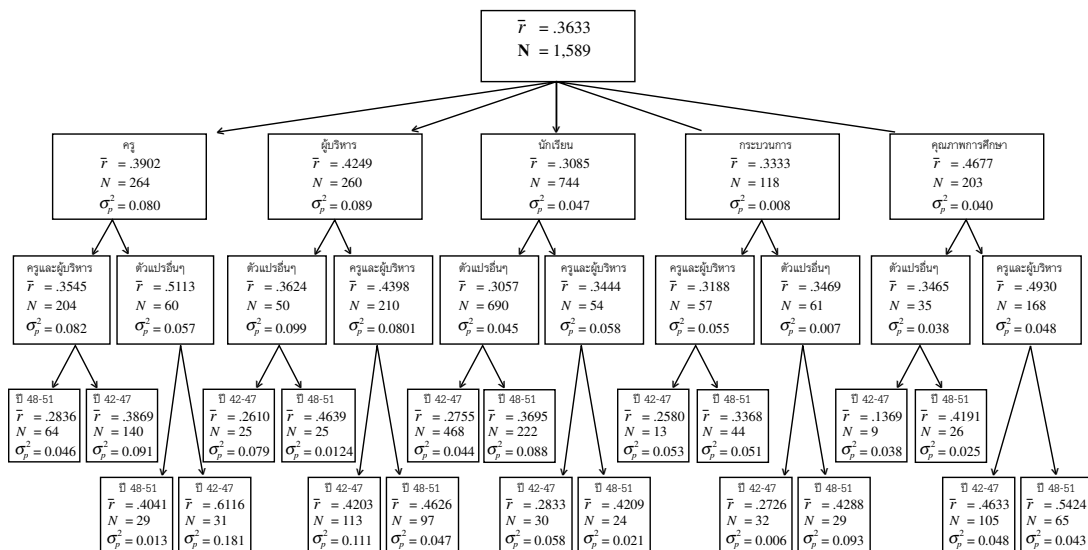 r̄ = .3633
N = 1,589
ครู
r̄ = .3902
N = 264
σ²ₚ = 0.080
ผู้บริหาร
r̄ = .4249
N = 260
σ²ₚ = 0.089
นักเรียน
r̄ = .3085
N = 744
σ²ₚ = 0.047
กระบวนการ
r̄ = .3333
N = 118
σ²ₚ = 0.008
คุณภาพการศึกษา
r̄ = .4677
N = 203
σ²ₚ = 0.040
ครูและผู้บริหาร
r̄ = .3545
N = 204
σ²ₚ = 0.082
ตัวแปรอื่นๆ
r̄ = .5113
N = 60
σ²ₚ = 0.057
ตัวแปรอื่นๆ
r̄ = .3624
N = 50
σ²ₚ = 0.099
ครูและผู้บริหาร
r̄ = .4398
N = 210
σ²ₚ = 0.0801
ตัวแปรอื่นๆ
r̄ = .3057
N = 690
σ²ₚ = 0.045
ครูและผู้บริหาร
r̄ = .3444
N = 54
σ²ₚ = 0.058
ครูและผู้บริหาร
r̄ = .3188
N = 57
σ²ₚ = 0.055
ตัวแปรอื่นๆ
r̄ = .3469
N = 61
σ²ₚ = 0.007
ตัวแปรอื่นๆ
r̄ = .3465
N = 35
σ²ₚ = 0.038
ครูและผู้บริหาร
r̄ = .4930
N = 168
σ²ₚ = 0.048
ปี 48-51
r̄ = .2836
N = 64
σ²ₚ = 0.046
ปี 42-47
r̄ = .3869
N = 140
σ²ₚ = 0.091
ปี 42-47
r̄ = .2610
N = 25
σ²ₚ = 0.079
ปี 48-51
r̄ = .4639
N = 25
σ²ₚ = 0.0124
ปี 42-47
r̄ = .2755
N = 468
σ²ₚ = 0.044
ปี 48-51
r̄ = .3695
N = 222
σ²ₚ = 0.088
ปี 42-47
r̄ = .2580
N = 13
σ²ₚ = 0.053
ปี 48-51
r̄ = .3368
N = 44
σ²ₚ = 0.051
ปี 42-47
r̄ = .1369
N = 9
σ²ₚ = 0.038
ปี 48-51
r̄ = .4191
N = 26
σ²ₚ = 0.025
ปี 48-51
r̄ = .4041
N = 29
σ²ₚ = 0.013
ปี 42-47
r̄ = .6116
N = 31
σ²ₚ = 0.181
ปี 42-47
r̄ = .4203
N = 113
σ²ₚ = 0.111
ปี 48-51
r̄ = .4626
N = 97
σ²ₚ = 0.047
ปี 42-47
r̄ = .2833
N = 30
σ²ₚ = 0.058
ปี 48-51
r̄ = .4209
N = 24
σ²ₚ = 0.021
ปี 42-47
r̄ = .2726
N = 32
σ²ₚ = 0.006
ปี 48-51
r̄ = .4288
N = 29
σ²ₚ = 0.093
ปี 42-47
r̄ = .4633
N = 105
σ²ₚ = 0.048
ปี 48-51
r̄ = .5424
N = 65
σ²ₚ = 0.043